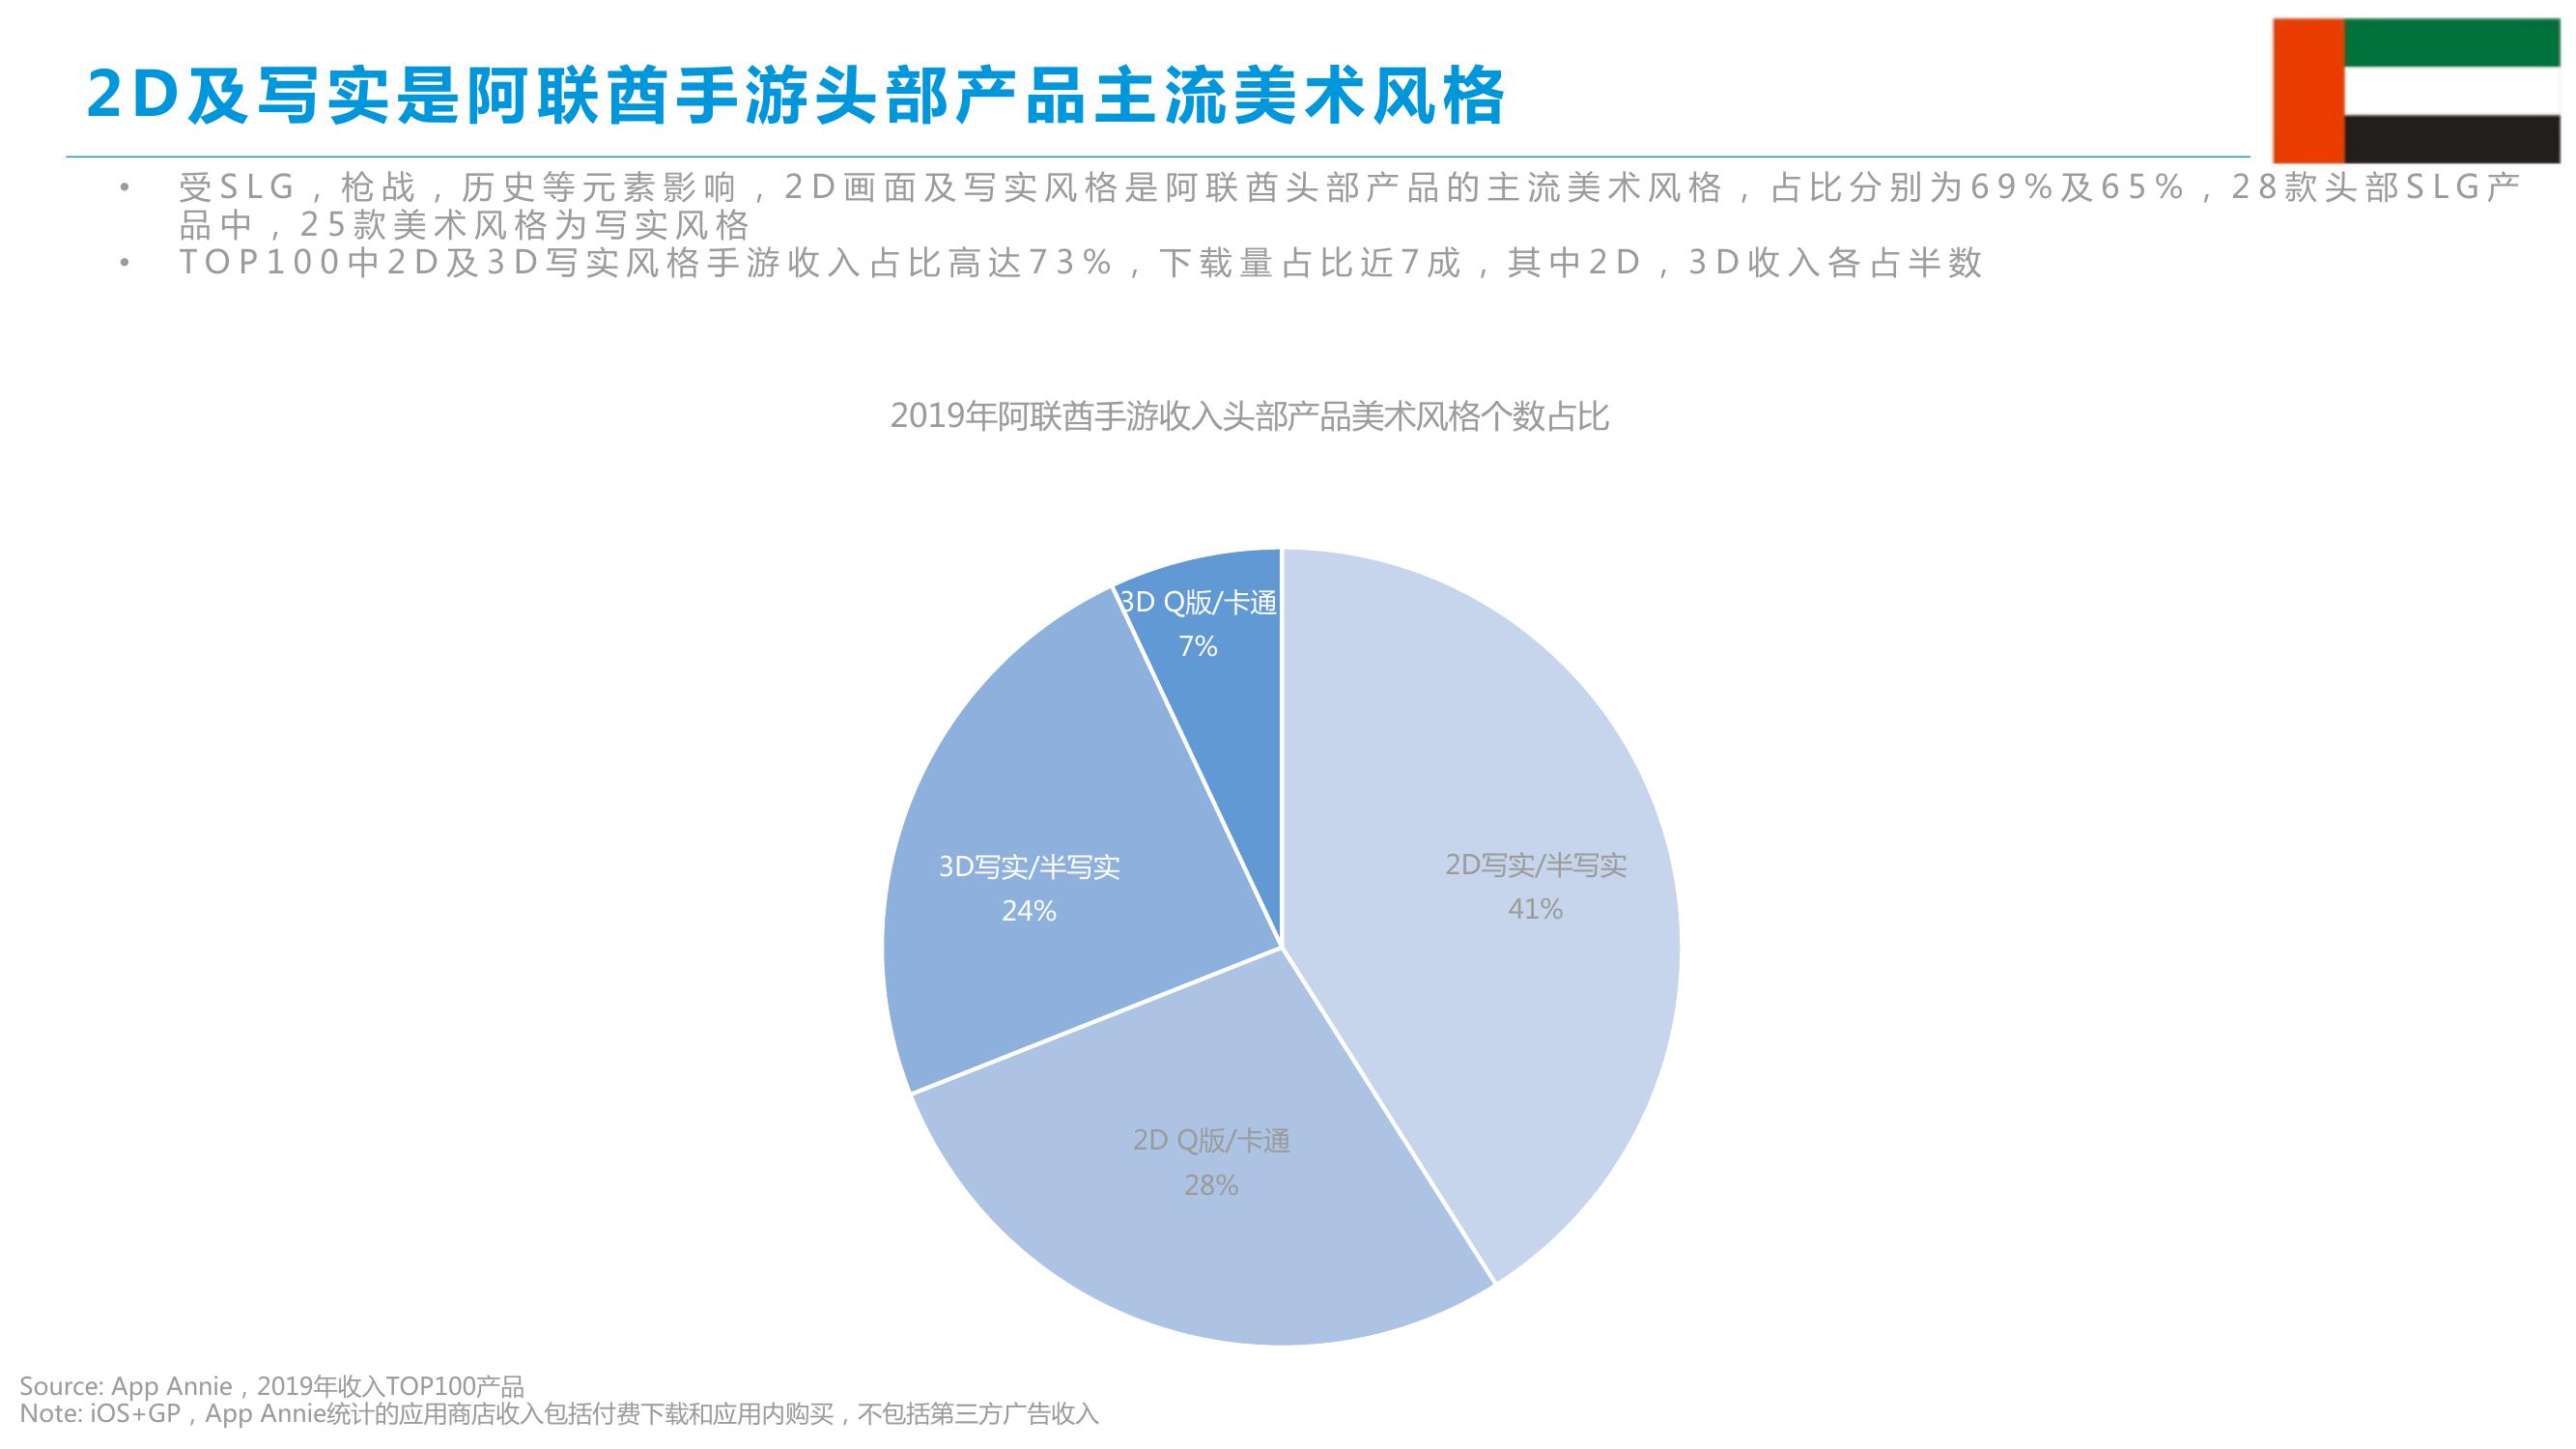 2D及写实是阿联酋手游头部产品主流美术风格
• 受SLG，枪战，历史等元素影响，2D画面及写实风格是阿联酋头部产品的主流美术风格，占比分别为69%及65%，28款头部SLG产
品中，25款美术风格为写实风格
• TOP100中2D及3D写实风格手游收入占比高达73%，下载量占比近7成，其中2D，3D收入各占半数
2019年阿联酋手游收入头部产品美术风格个数占比
3D Q版/卡通
7%
3D写实/半写实
24%
2D写实/半写实
41%
2D Q版/卡通
28%
Source: App Annie，2019年收入TOP100产品
Note: iOS+GP，App Annie统计的应用商店收入包括付费下载和应用内购买，不包括第三方广告收入